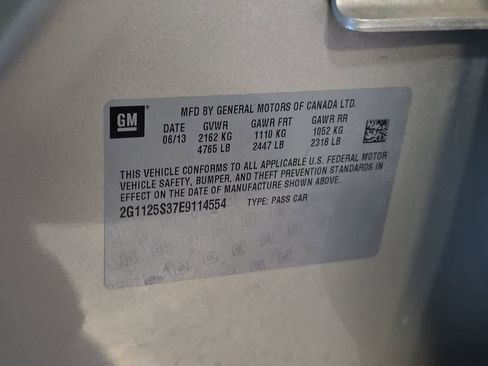 GM
MFD BY GENERAL MOTORS OF CANADA LTD.
DATE GVWR GAWR FRT GAWR RR
06/13 2162 KG 1110 KG 1052 KG
4765 LB 2447 LB 2318 LB
THIS VEHICLE CONFORMS TO ALL APPLICABLE U.S. FEDERAL MOTOR
VEHICLE SAFETY, BUMPER, AND THEFT PREVENTION STANDARDS IN
EFFECT ON THE DATE OF MANUFACTURE SHOWN ABOVE.
2G1125S37E9114554 TYPE: PASS CAR